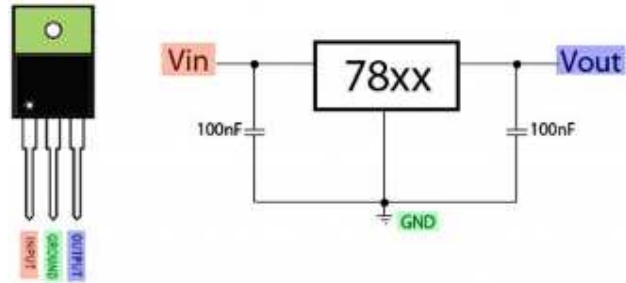 Vin
78xx
Vout
100nF
100nF
GND
INPUT
GROUND
OUTPUT